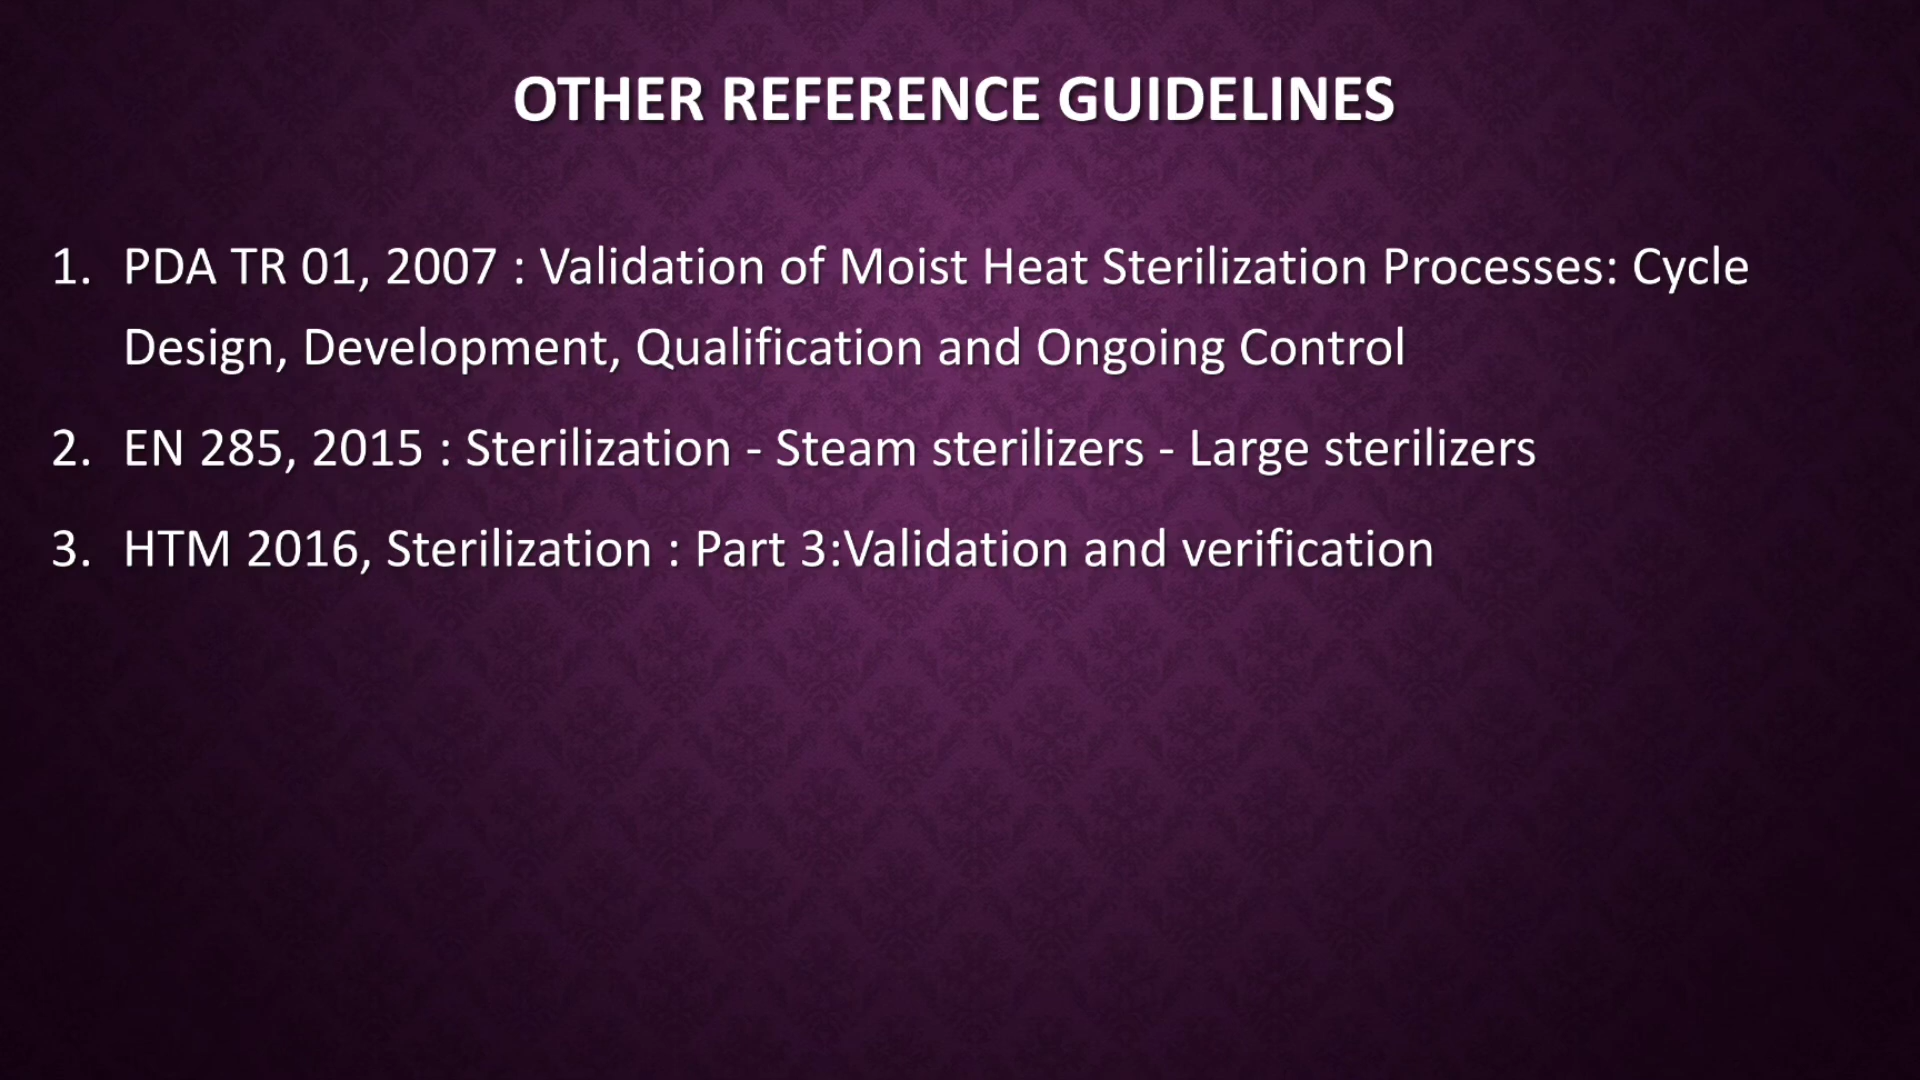 OTHER REFERENCE GUIDELINES
1. PDA TR 01, 2007 : Validation of Moist Heat Sterilization Processes: Cycle
Design, Development, Qualification and Ongoing Control
2. EN 285, 2015 : Sterilization - Steam sterilizers - Large sterilizers
3. HTM 2016, Sterilization : Part 3:Validation and verification